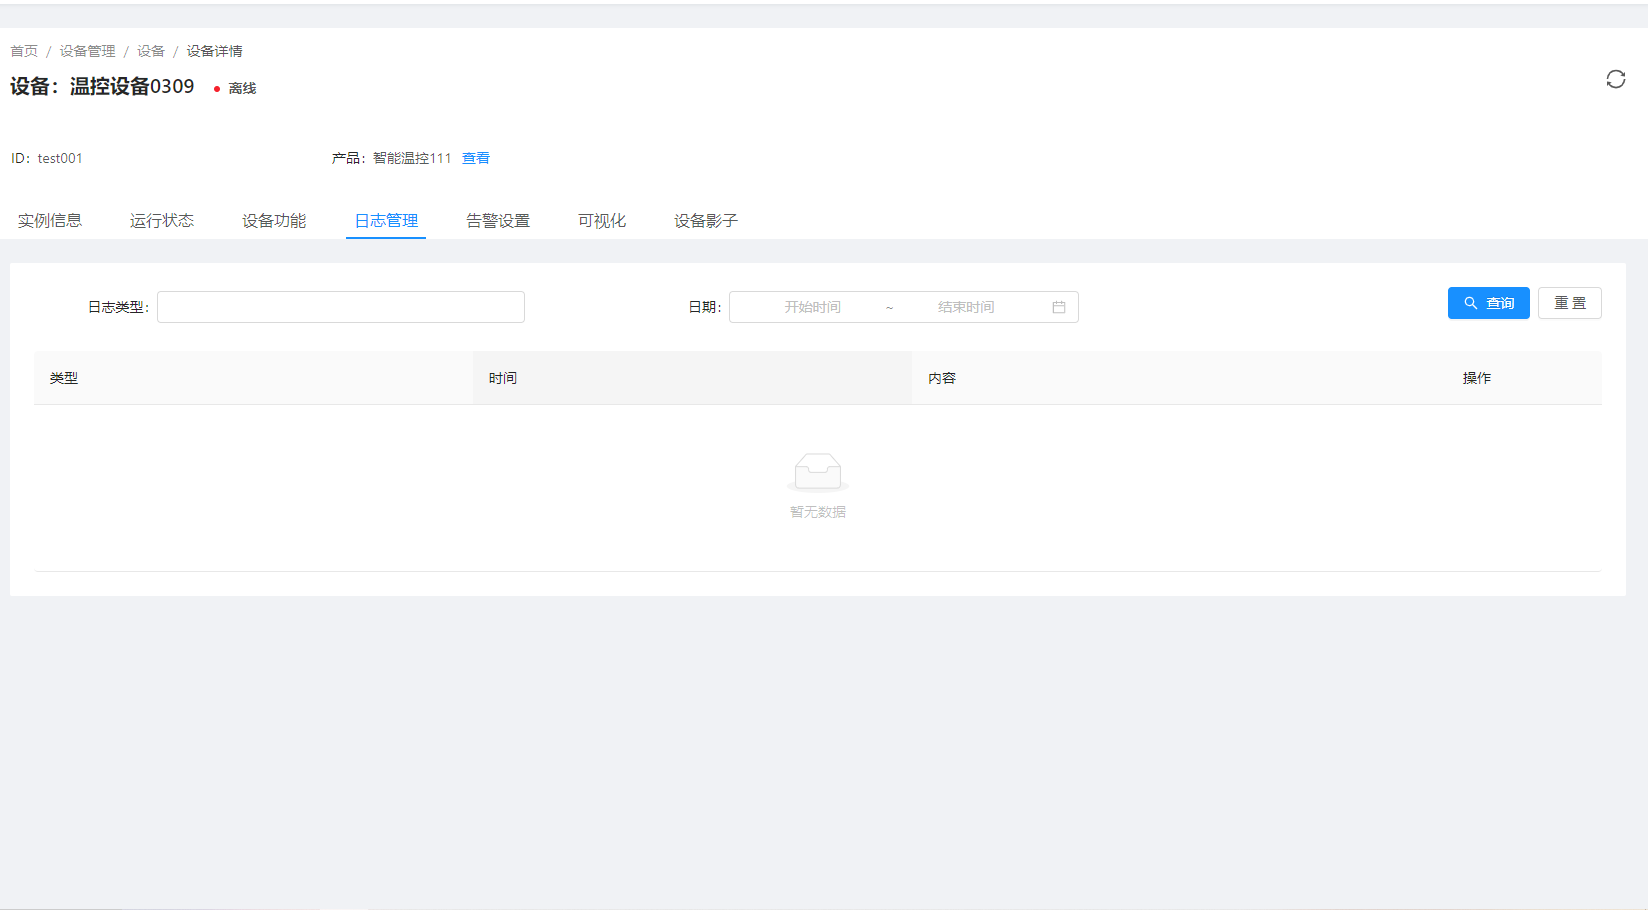 首页 / 设备管理 / 设备 / 设备详情
设备：温控设备0309 离线
ID：test001 产品：智能温控111 查看
实例信息 运行状态 设备功能 日志管理 告警设置 可视化 设备影子
日志类型： 日期： 开始时间 ~ 结束时间 查询 重 置
类型 时间 内容 操作
暂无数据